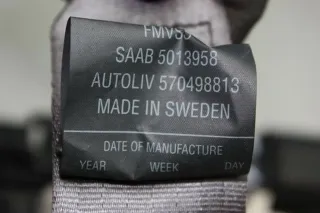 SAAB 5013958
AUTOLIV 570498813
MADE IN SWEDEN
DATE OF MANUFACTURE
YEAR WEEK DAY